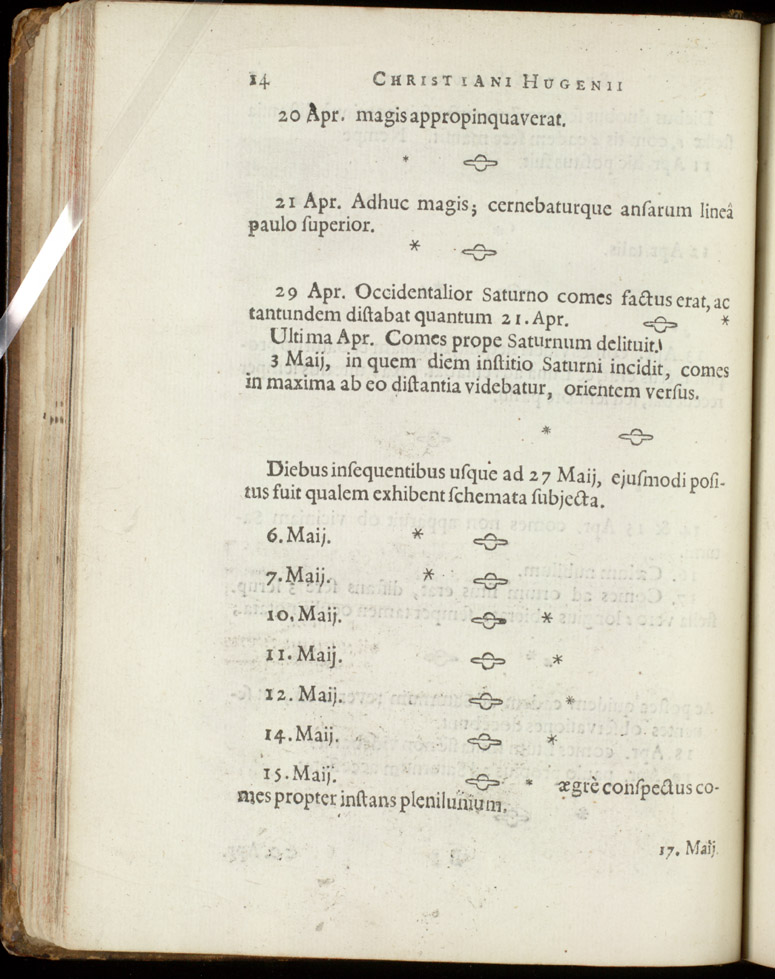 14 CHRISTIANI HUGENII
20 Apr. magis appropinquaverat.
* 
21 Apr. Adhuc magis; cernebaturque anſarum lineâ
paulo ſuperior.
*
29 Apr. Occidentalior Saturno comes factus erat, ac
tantundem diſtabat quantum 21. Apr. *
Ultima Apr. Comes prope Saturnum delituit.
3 Maij, in quem diem inſtitio Saturni incidit, comes
in maxima ab eo diſtantia videbatur, orientem verſus.
*
Diebus inſequentibus uſque ad 27 Maij, ejuſmodi poſi-
tus fuit qualem exhibent ſchemata ſubjecta.
6. Maij. *
7. Maij. *
10. Maij. *
11. Maij. *
12. Maij. *
14. Maij. *
15. Maij. * ægrè conſpectus co-
mes propter inſtans plenilunium.
17. Maij